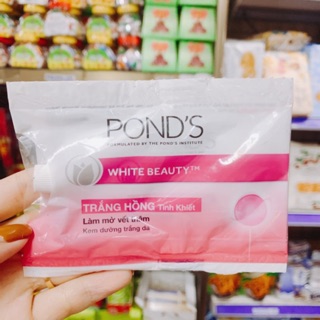 POND'S
FORMULATED BY THE POND'S INSTITUTE
WHITE BEAUTY™
TRẮNG HỒNG Tinh Khiết
Làm mờ vết thâm
Kem dưỡng trắng da